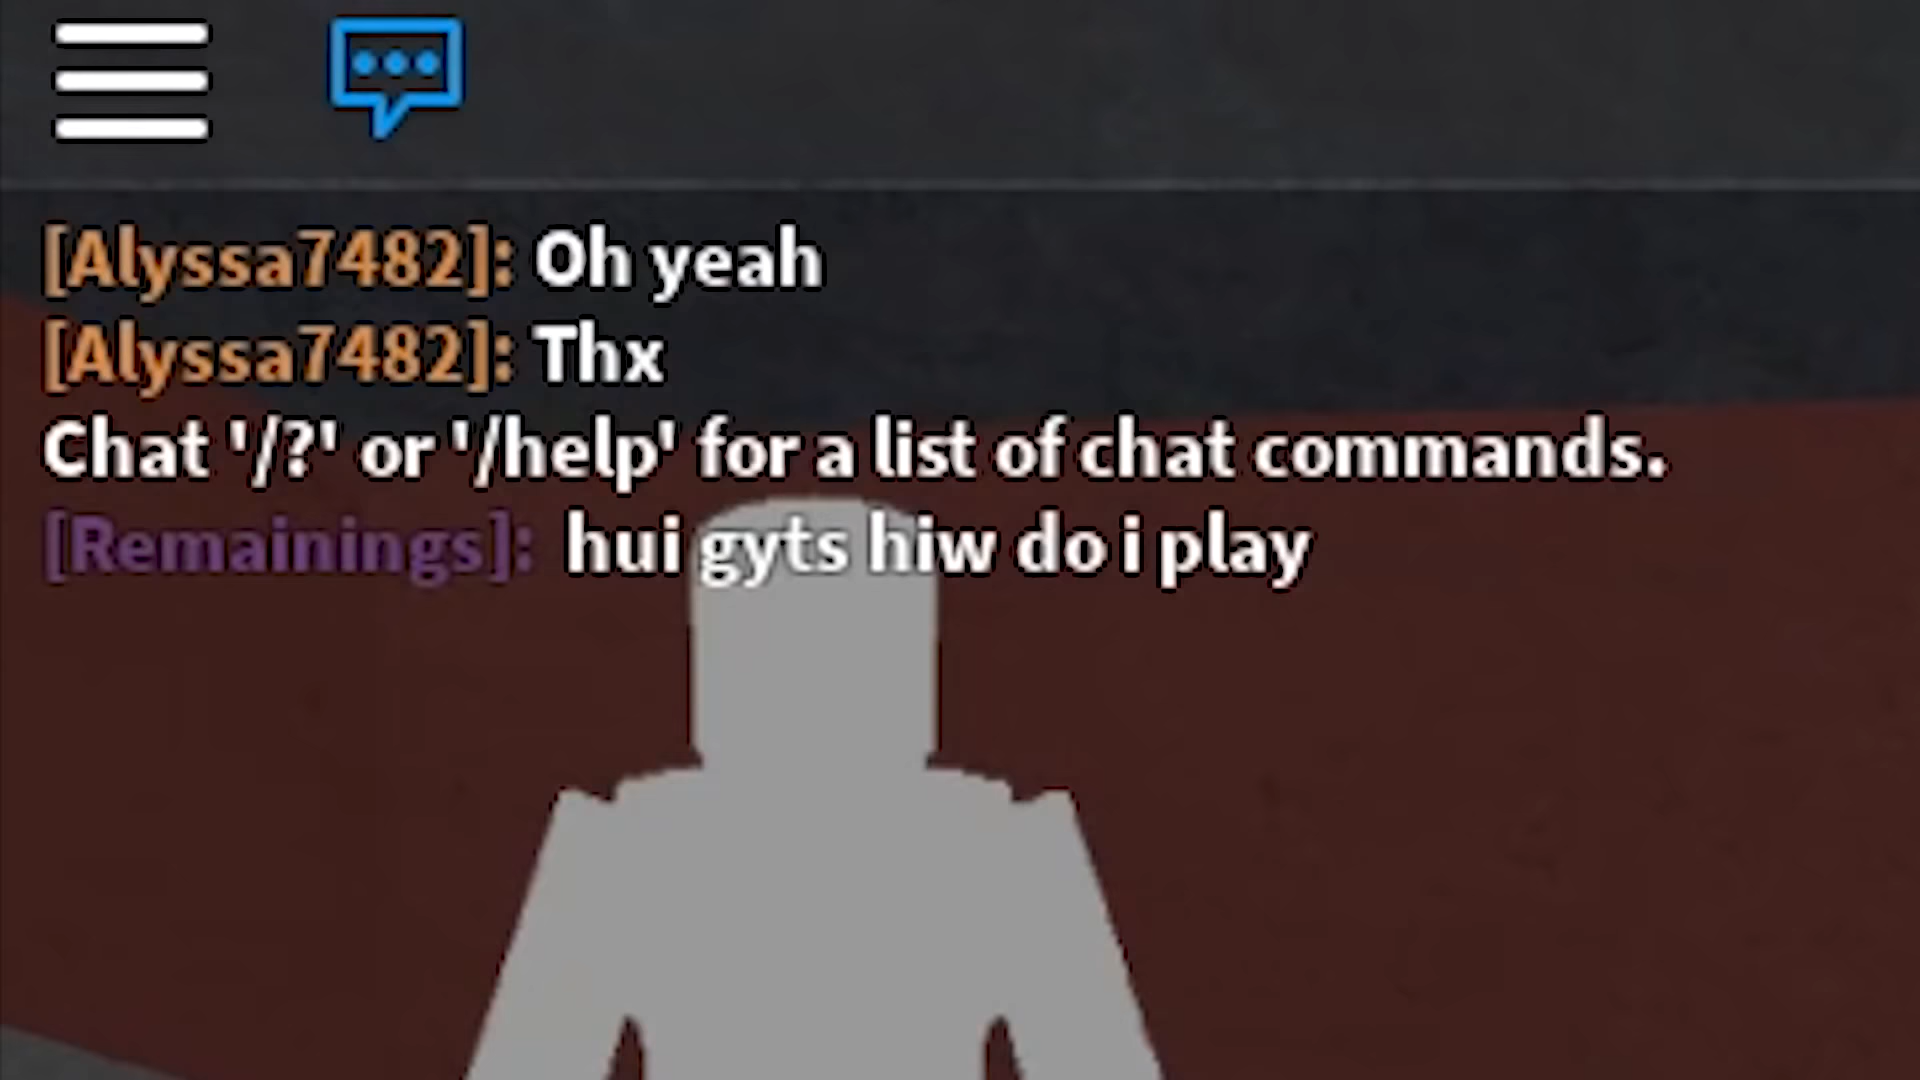 [Alyssa7482]: Oh yeah
[Alyssa7482]: Thx
Chat '/?' or '/help' for a list of chat commands.
[Remainings]: hui gyts hiw do i play